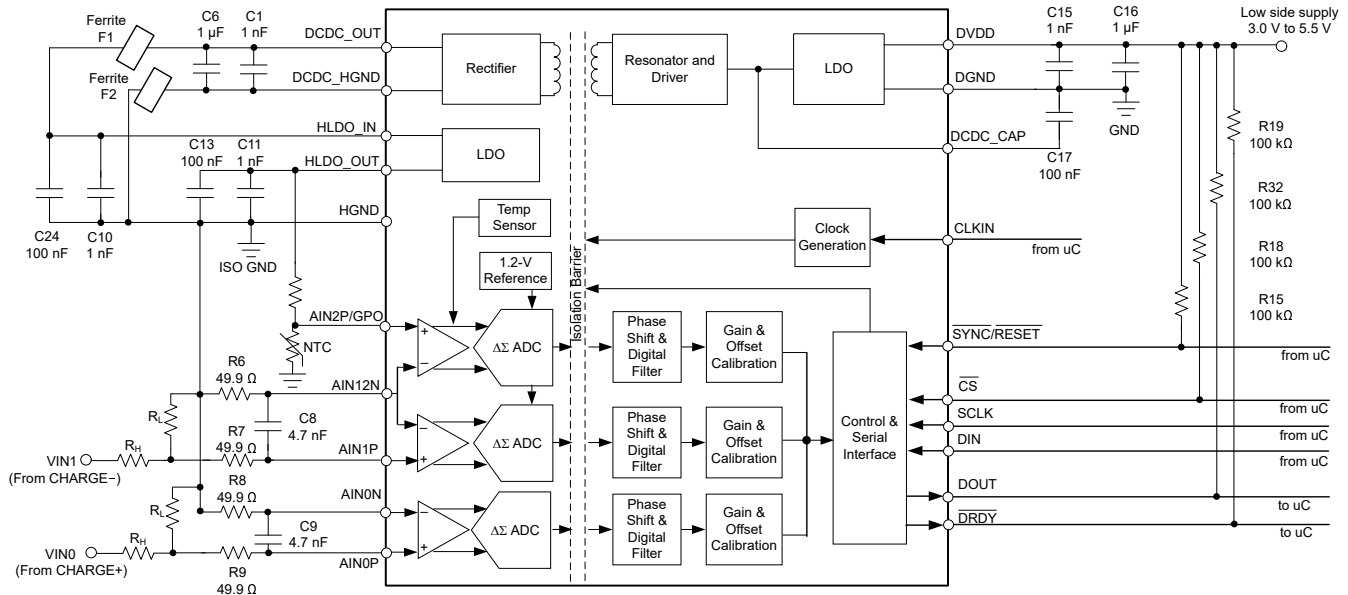 Ferrite
F1
C6
1 µF
C1
1 nF
DCDC_OUT
Ferrite
F2
DCDC_HGND
Rectifier
Resonator and
Driver
LDO
DVDD
DGND
C15
1 nF
C16
1 µF
Low side supply
3.0 V to 5.5 V
GND
HLDO_IN
C13
100 nF
C11
1 nF
HLDO_OUT
LDO
DCDC_CAP
C17
100 nF
R19
100 kΩ
R32
100 kΩ
R18
100 kΩ
R15
100 kΩ
HGND
C24
100 nF
C10
1 nF
ISO GND
Temp
Sensor
1.2-V
Reference
Isolation Barrier
Clock
Generation
CLKIN
from uC
AIN2P/GPO
NTC
+
−
ΔΣ ADC
Phase
Shift &
Digital
Filter
Gain &
Offset
Calibration
SYNC/RESET
from uC
R6
49.9 Ω
AIN12N
C8
4.7 nF
RL
R7
49.9 Ω
AIN1P
RH
VIN1
(From CHARGE−)
−
+
ΔΣ ADC
Phase
Shift &
Digital
Filter
Gain &
Offset
Calibration
Control &
Serial
Interface
CS
from uC
SCLK
from uC
DIN
from uC
R8
49.9 Ω
AIN0N
RL
C9
4.7 nF
RH
VIN0
(From CHARGE+)
R9
49.9 Ω
AIN0P
−
+
ΔΣ ADC
Phase
Shift &
Digital
Filter
Gain &
Offset
Calibration
DOUT
to uC
DRDY
to uC